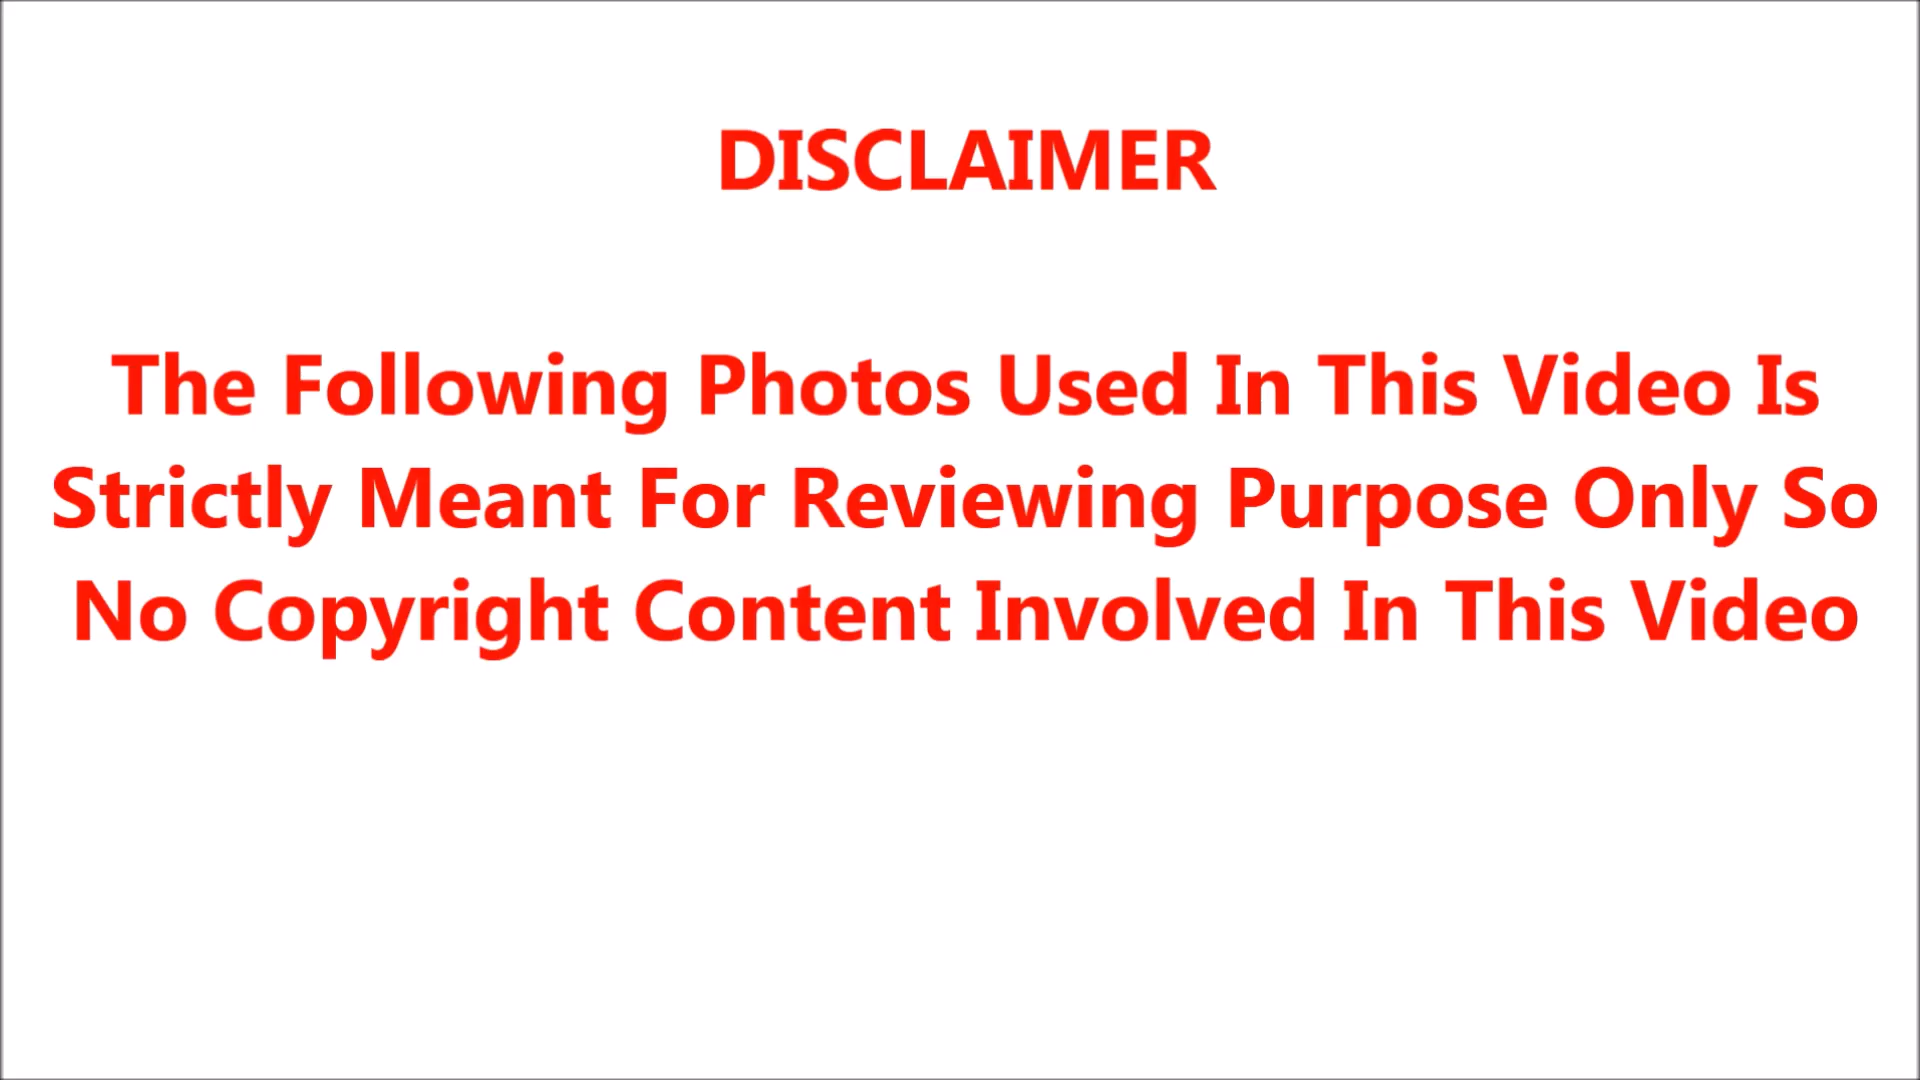 DISCLAIMER
The Following Photos Used In This Video Is
Strictly Meant For Reviewing Purpose Only So
No Copyright Content Involved In This Video